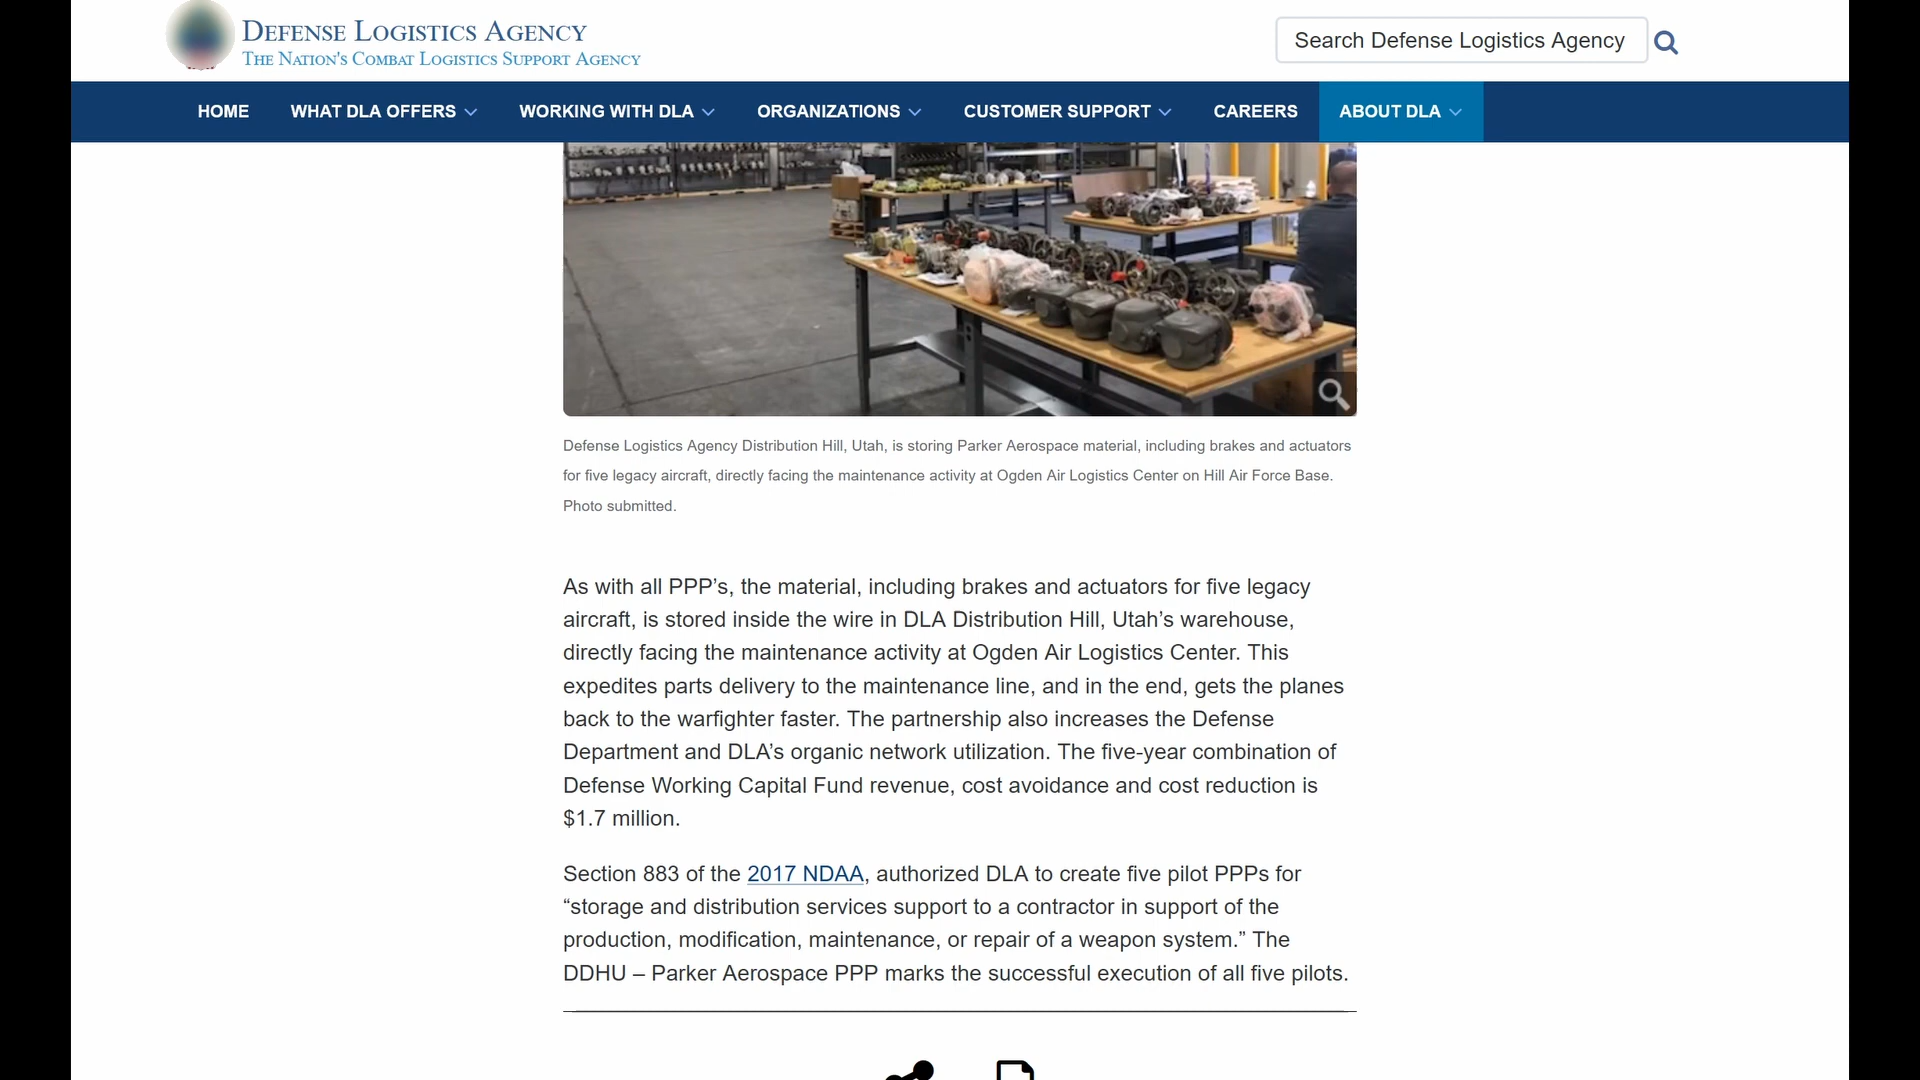 DEFENSE LOGISTICS AGENCY
THE NATION'S COMBAT LOGISTICS SUPPORT AGENCY
Search Defense Logistics Agency
HOME WHAT DLA OFFERS WORKING WITH DLA ORGANIZATIONS CUSTOMER SUPPORT CAREERS ABOUT DLA
Defense Logistics Agency Distribution Hill, Utah, is storing Parker Aerospace material, including brakes and actuators
for five legacy aircraft, directly facing the maintenance activity at Ogden Air Logistics Center on Hill Air Force Base.
Photo submitted.
As with all PPP’s, the material, including brakes and actuators for five legacy
aircraft, is stored inside the wire in DLA Distribution Hill, Utah’s warehouse,
directly facing the maintenance activity at Ogden Air Logistics Center. This
expedites parts delivery to the maintenance line, and in the end, gets the planes
back to the warfighter faster. The partnership also increases the Defense
Department and DLA’s organic network utilization. The five-year combination of
Defense Working Capital Fund revenue, cost avoidance and cost reduction is
$1.7 million.
Section 883 of the 2017 NDAA, authorized DLA to create five pilot PPPs for
“storage and distribution services support to a contractor in support of the
production, modification, maintenance, or repair of a weapon system.” The
DDHU – Parker Aerospace PPP marks the successful execution of all five pilots.